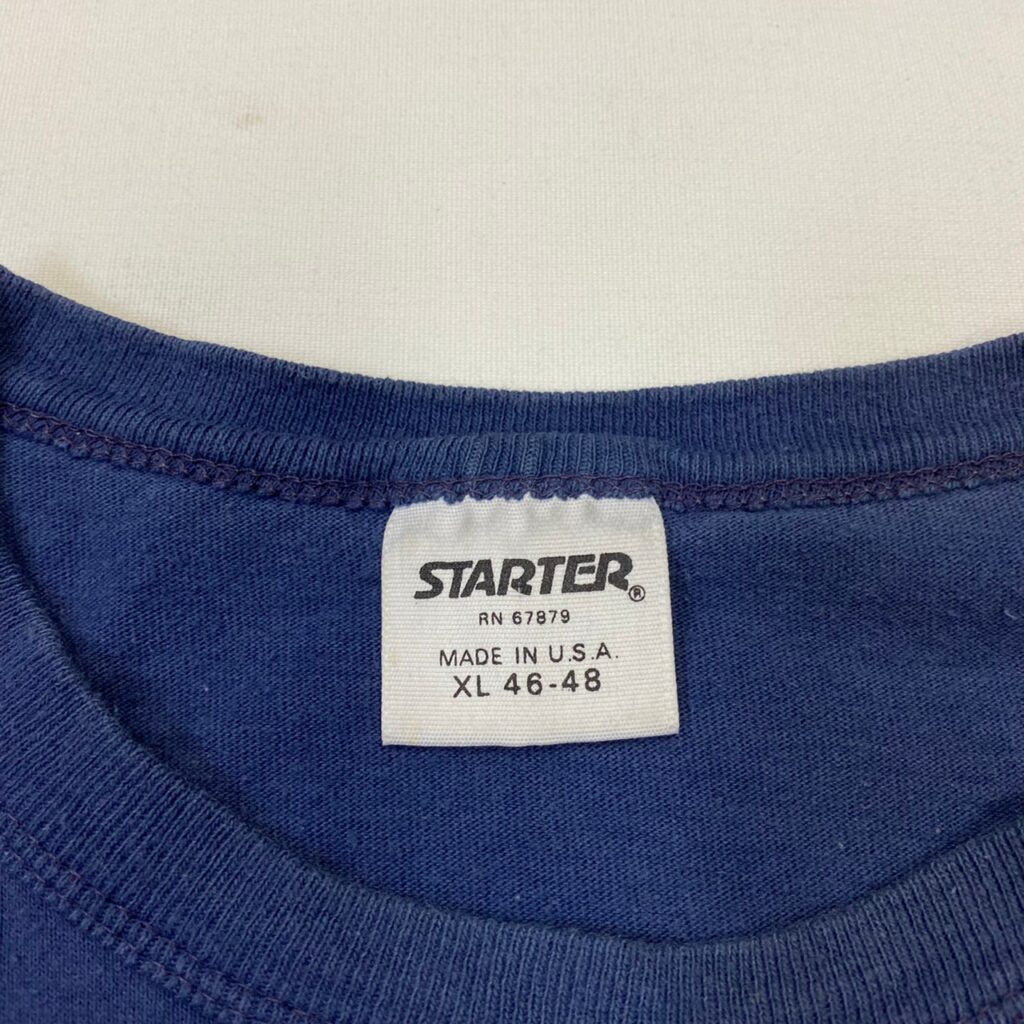 STARTER®
RN 67879
MADE IN U.S.A.
XL 46-48